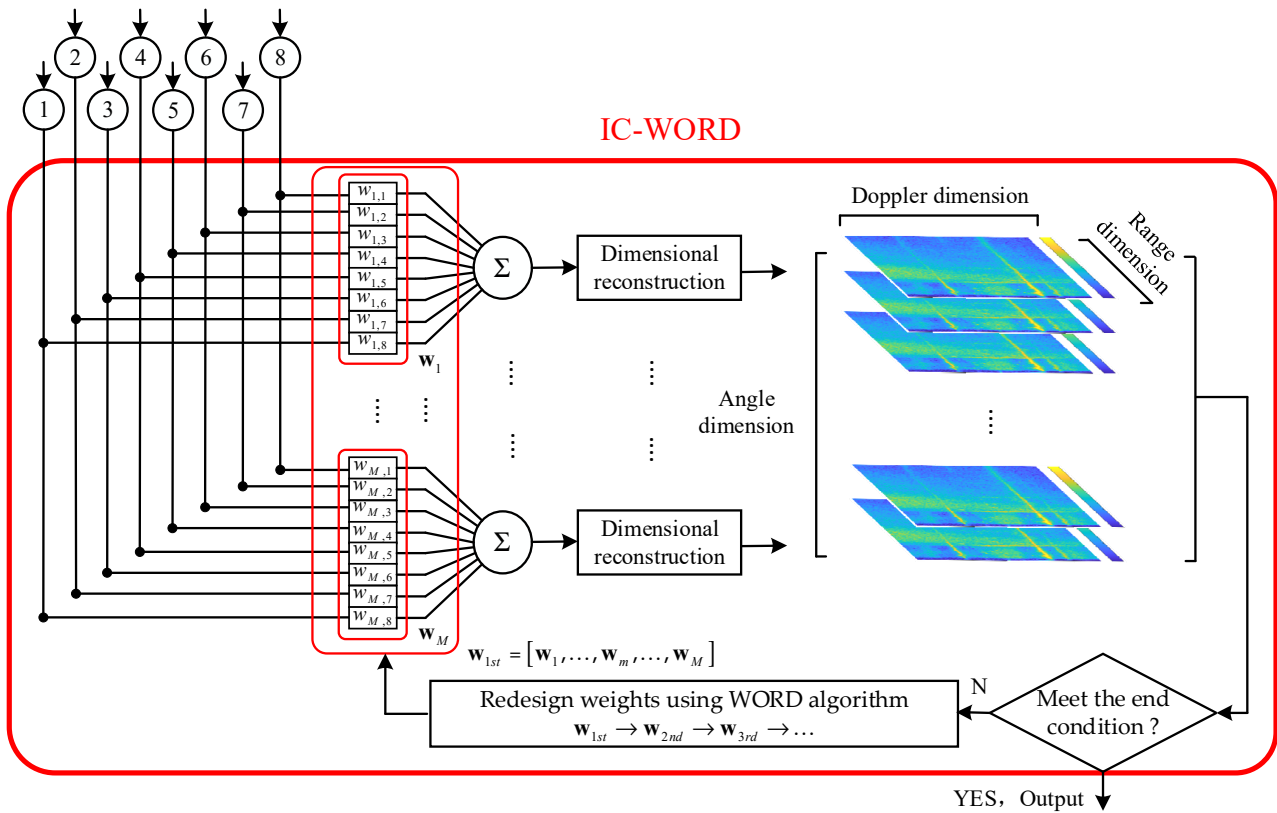 2
4
6
8
1
3
5
7
IC-WORD
w1,1
w1,2
w1,3
w1,4
w1,5
w1,6
w1,7
w1,8
w1
Σ
Dimensional
reconstruction
Doppler dimension
Range
dimension
Angle
dimension
wM,1
wM,2
wM,3
wM,4
wM,5
wM,6
wM,7
wM,8
wM
Σ
Dimensional
reconstruction
w1st = [w1,…,wm,…,wM]
Redesign weights using WORD algorithm
w1st → w2nd → w3rd → …
N
Meet the end
condition ?
YES，Output